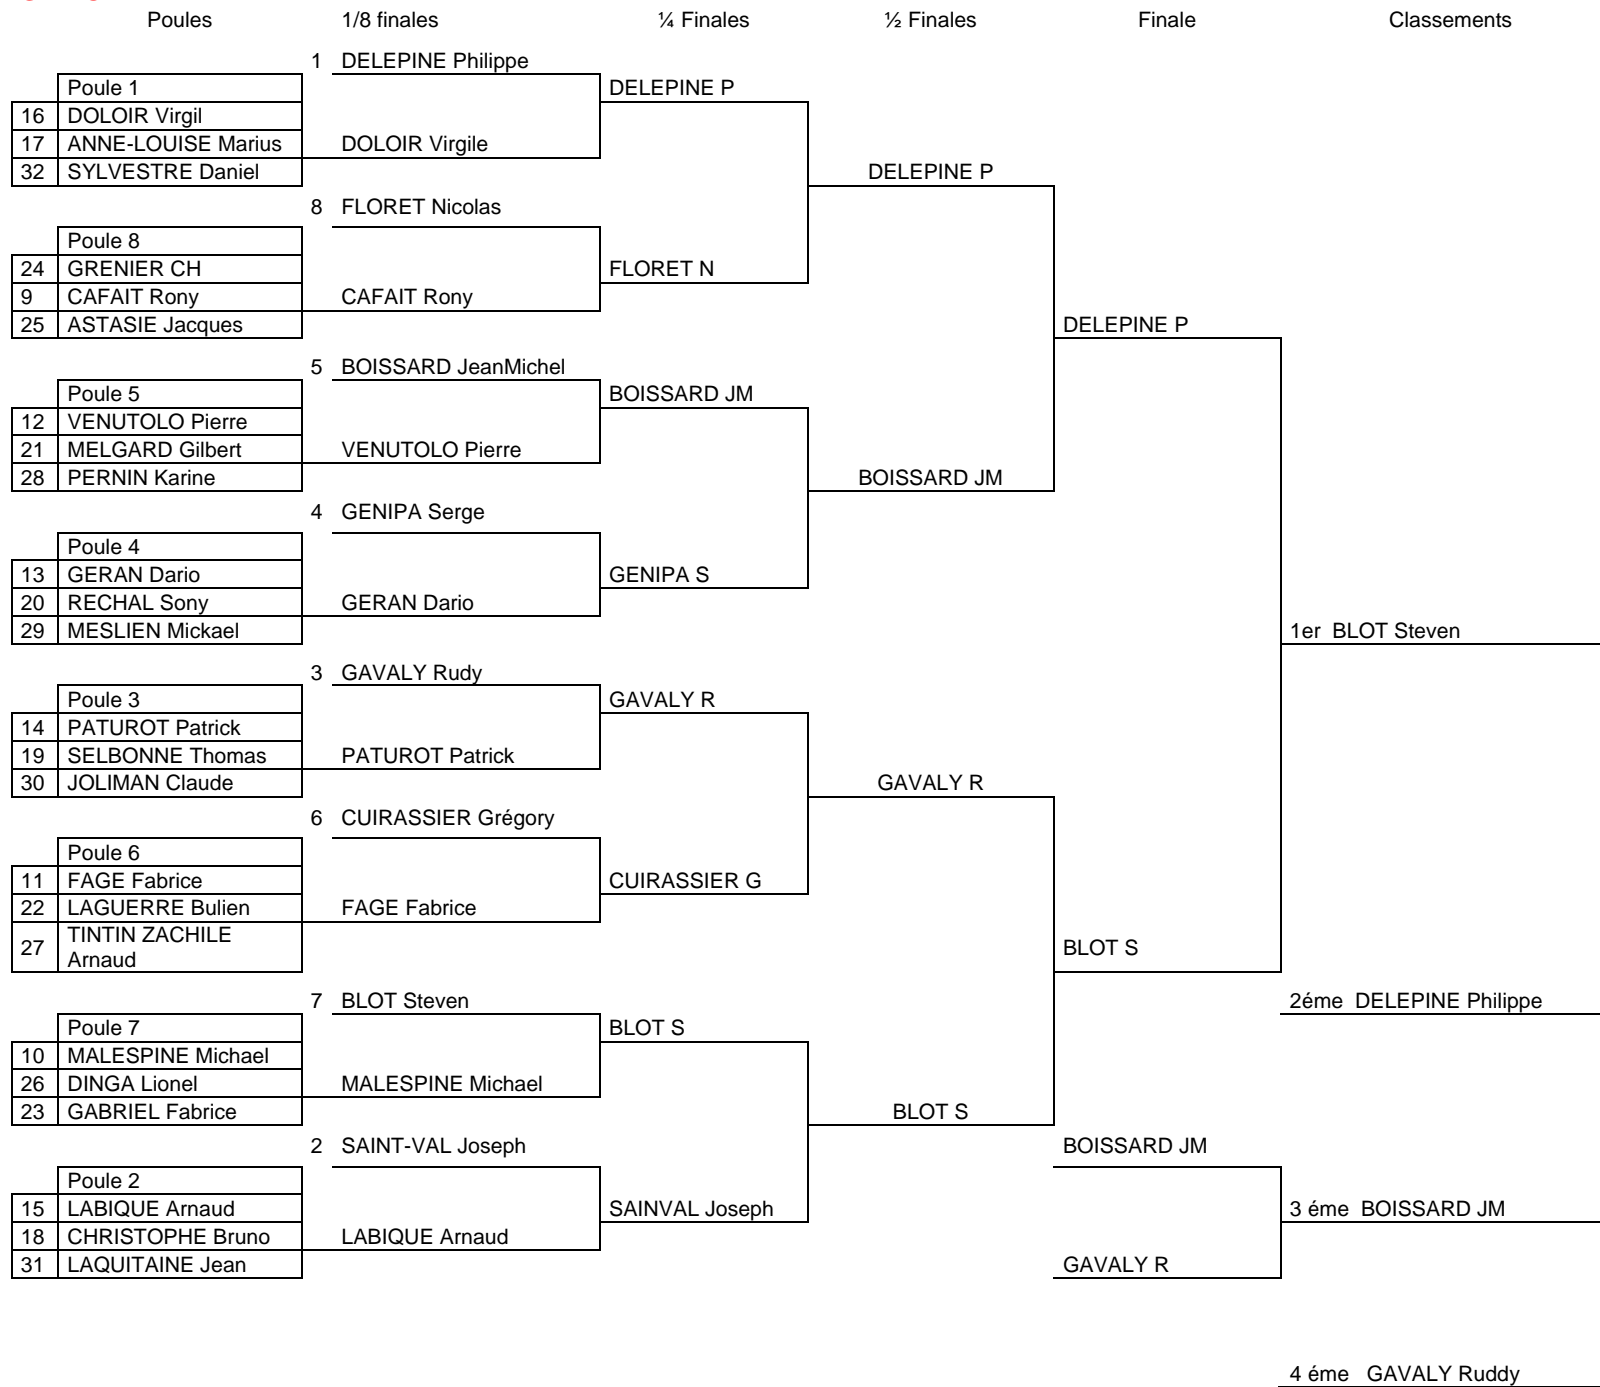 Poules 1/8 finales ¼ Finales ½ Finales Finale Classements
1 DELEPINE Philippe
Poule 1 DELEPINE P
16 DOLOIR Virgil
17 ANNE-LOUISE Marius DOLOIR Virgile
32 SYLVESTRE Daniel DELEPINE P
8 FLORET Nicolas
Poule 8
24 GRENIER CH FLORET N
9 CAFAIT Rony CAFAIT Rony
25 ASTASIE Jacques DELEPINE P
5 BOISSARD JeanMichel
Poule 5 BOISSARD JM
12 VENUTOLO Pierre
21 MELGARD Gilbert VENUTOLO Pierre
28 PERNIN Karine BOISSARD JM
4 GENIPA Serge
Poule 4
13 GERAN Dario GENIPA S
20 RECHAL Sony GERAN Dario
29 MESLIEN Mickael 1er BLOT Steven
3 GAVALY Rudy
Poule 3 GAVALY R
14 PATUROT Patrick
19 SELBONNE Thomas PATUROT Patrick
30 JOLIMAN Claude GAVALY R
6 CUIRASSIER Grégory
Poule 6
11 FAGE Fabrice CUIRASSIER G
22 LAGUERRE Bulien FAGE Fabrice
27 TINTIN ZACHILE
Arnaud BLOT S
7 BLOT Steven 2éme DELEPINE Philippe
Poule 7 BLOT S
10 MALESPINE Michael
26 DINGA Lionel MALESPINE Michael
23 GABRIEL Fabrice BLOT S
2 SAINT-VAL Joseph BOISSARD JM
Poule 2
15 LABIQUE Arnaud SAINVAL Joseph 3 éme BOISSARD JM
18 CHRISTOPHE Bruno LABIQUE Arnaud
31 LAQUITAINE Jean GAVALY R
4 éme GAVALY Ruddy